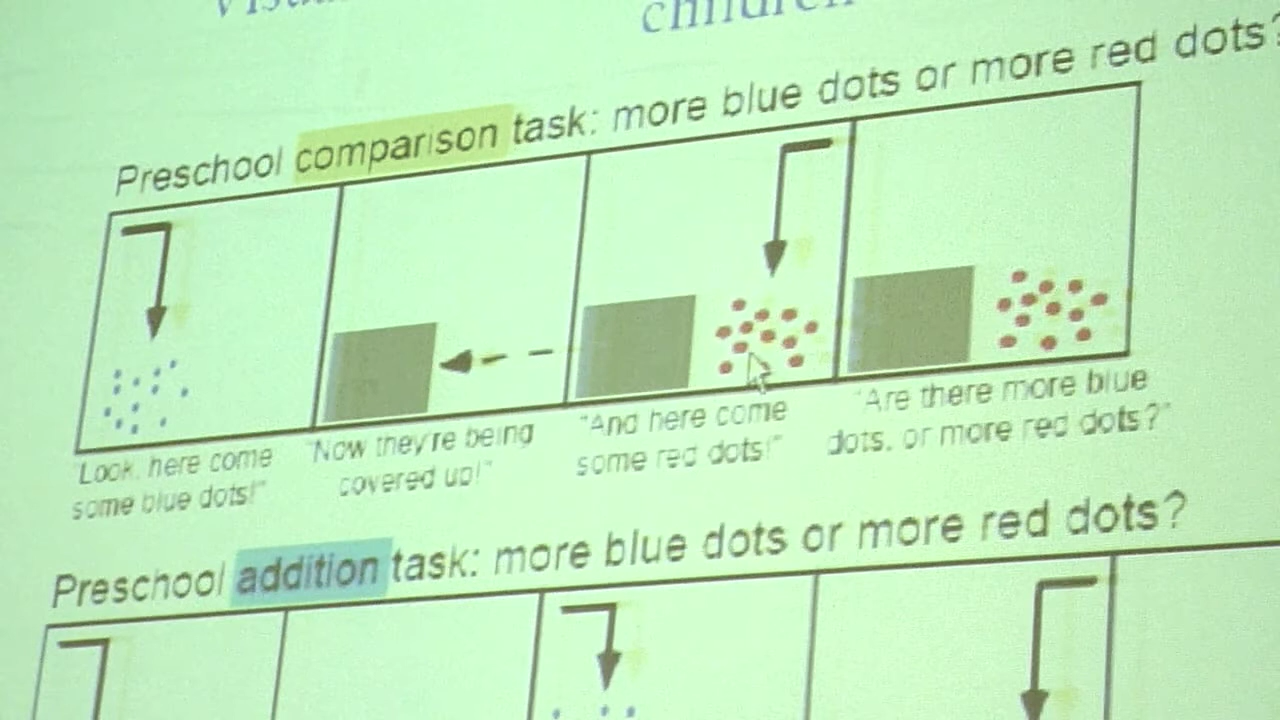 children
Preschool comparison task: more blue dots or more red dots?
"Look, here come
some blue dots!"
"Now they're being
covered up!"
"And here come
some red dots!"
"Are there more blue
dots, or more red dots?"
Preschool addition task: more blue dots or more red dots?